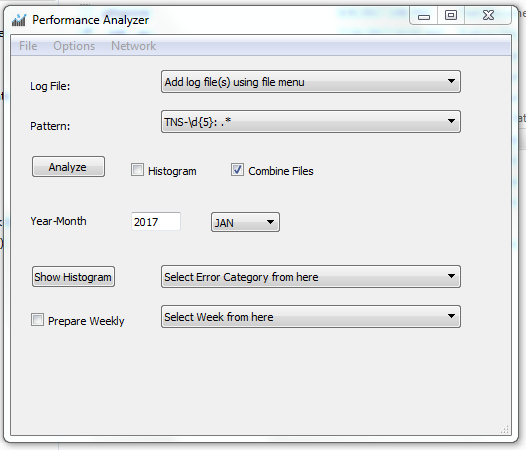 Performance Analyzer
File Options Network
Log File: Add log file(s) using file menu
Pattern: TNS-\d{5}: .*
Analyze Histogram Combine Files
Year-Month 2017 JAN
Show Histogram Select Error Category from here
Prepare Weekly Select Week from here